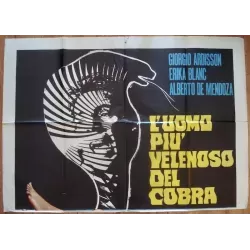 GIORGIO ARDISSON
ERIKA BLANC
ALBERTO DE MENDOZA
L'UOMO
PIU'
VELENOSO
DEL
COBRA